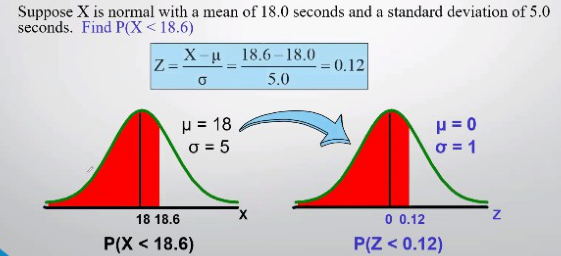 Suppose X is normal with a mean of 18.0 seconds and a standard deviation of 5.0
seconds. Find P(X < 18.6)
Z = X − μ / σ = 18.6 − 18.0 / 5.0 = 0.12
μ = 18
σ = 5
μ = 0
σ = 1
18 18.6
X
0 0.12
Z
P(X < 18.6)
P(Z < 0.12)